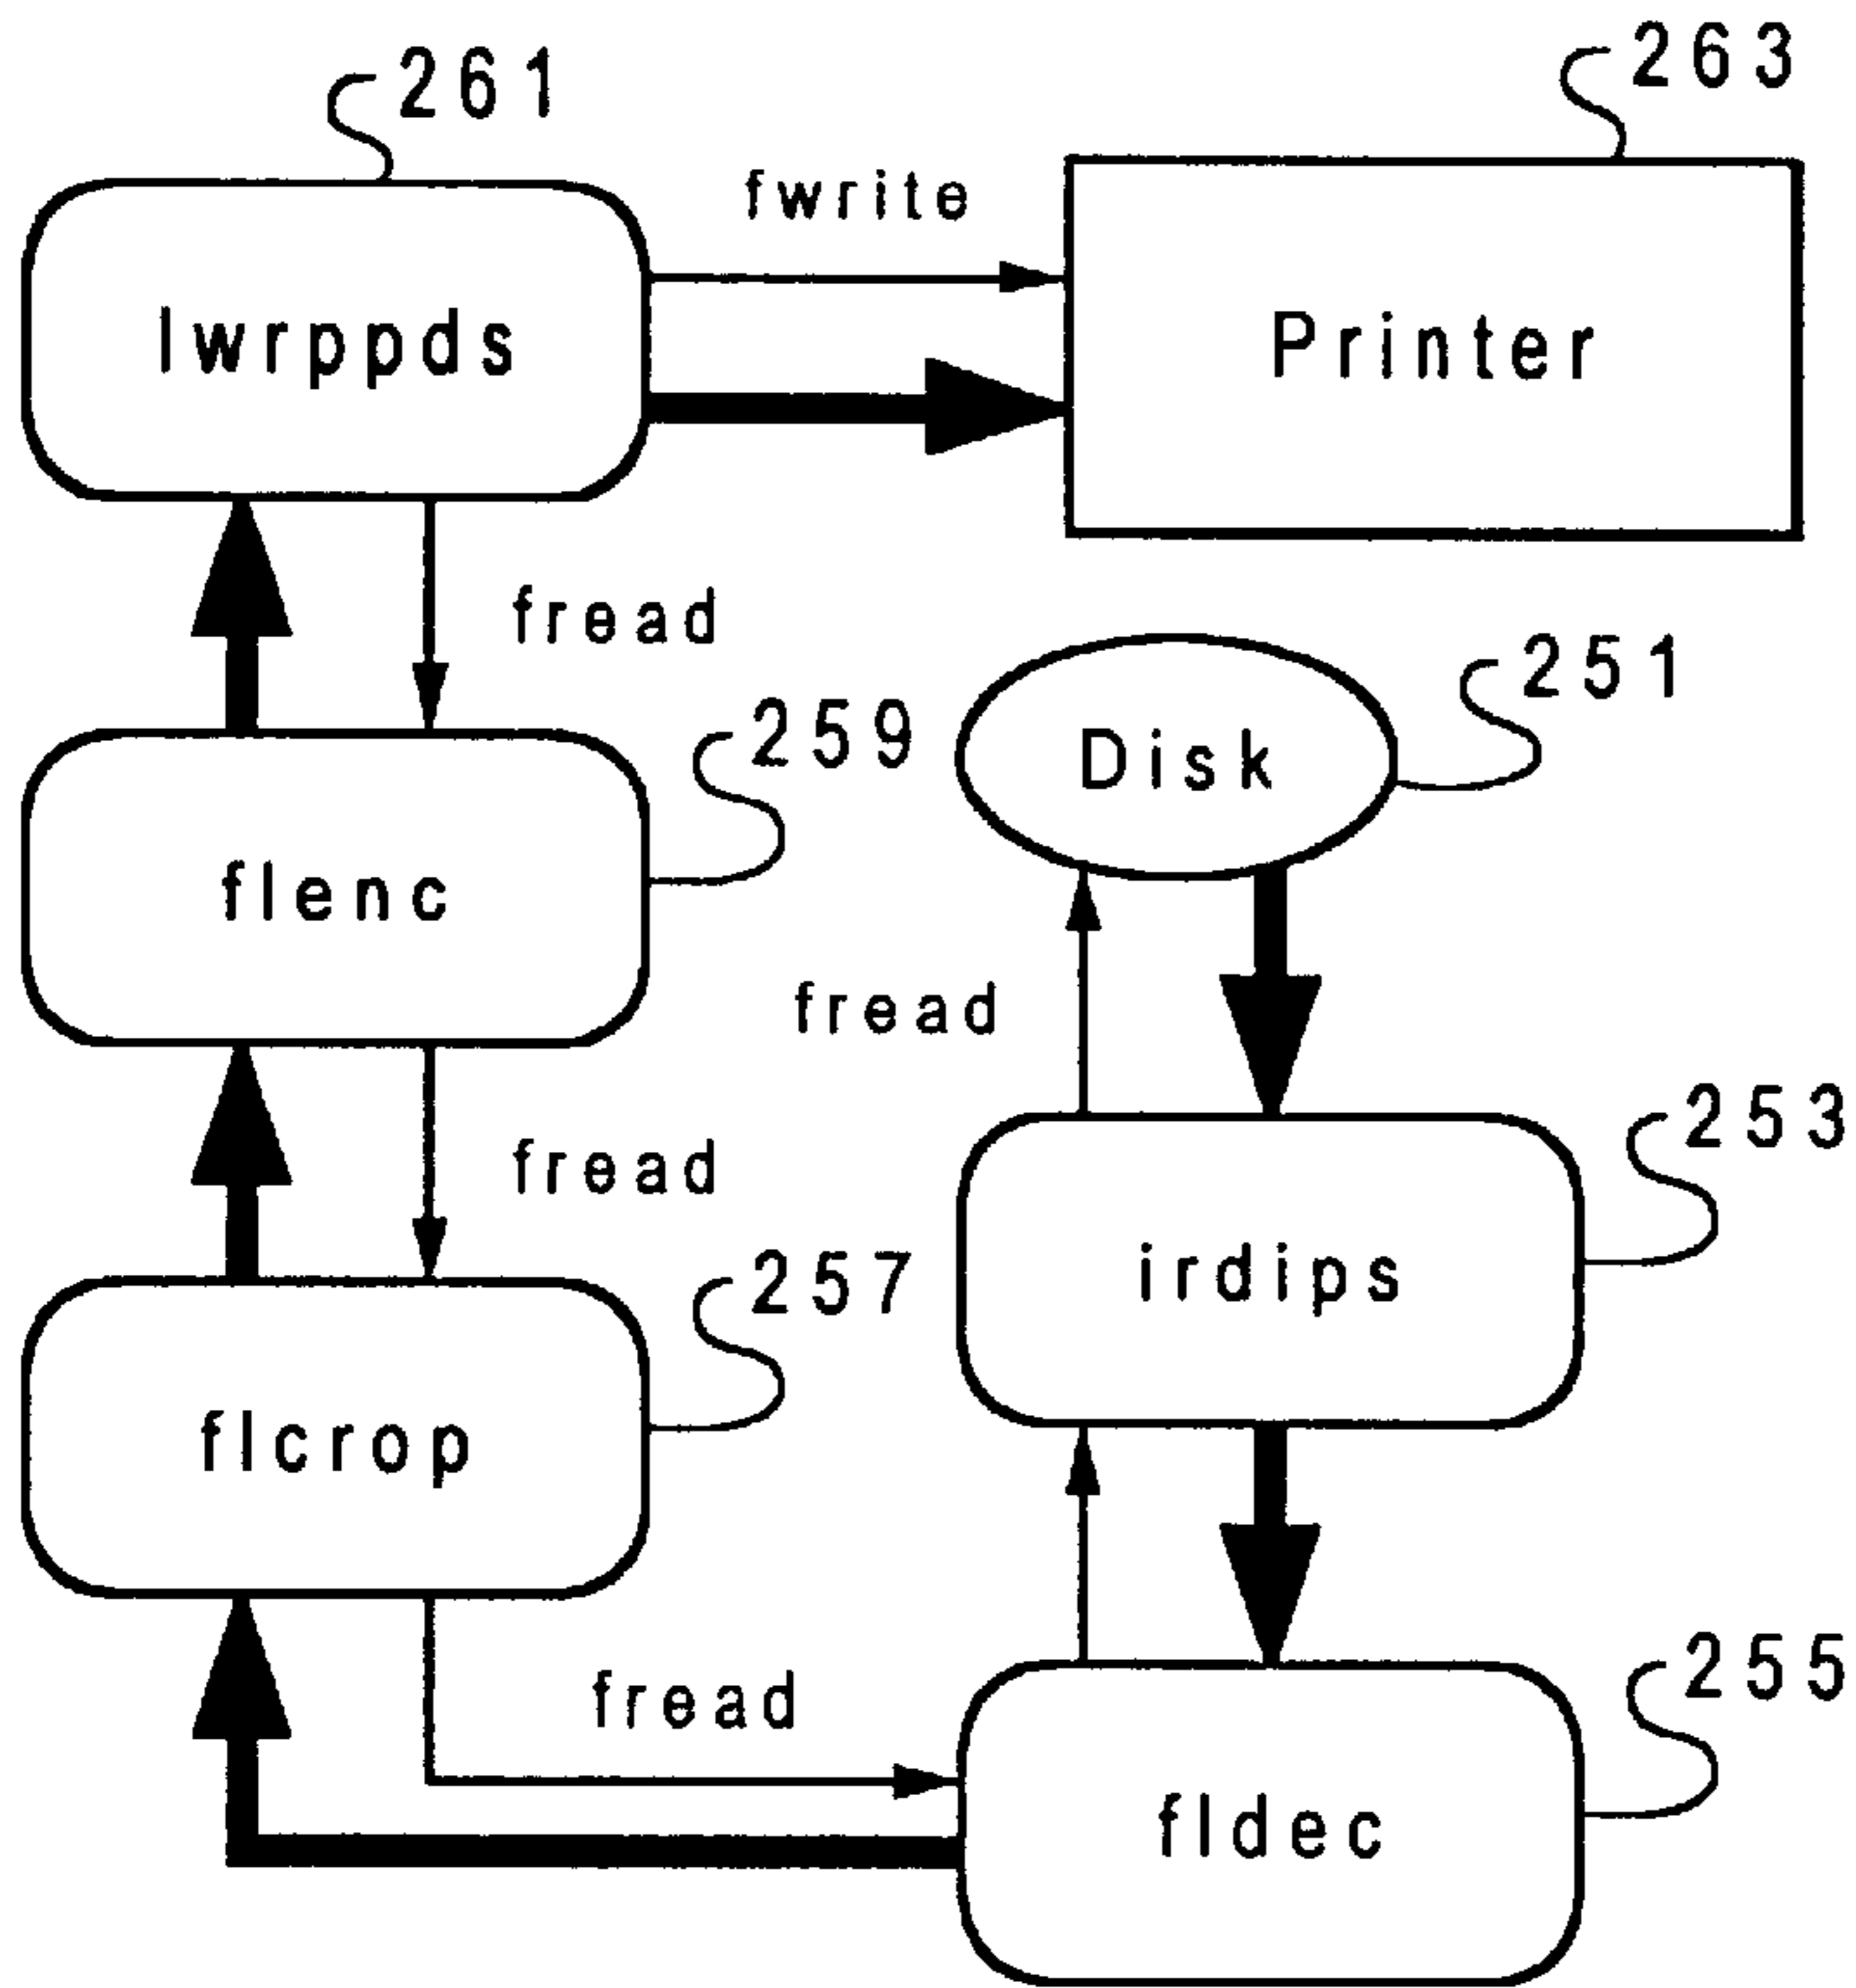 261
263
fwrite
lwrppds
Printer
fread
251
259
Disk
flenc
fread
253
fread
257
irdips
flcrop
255
fread
fldec